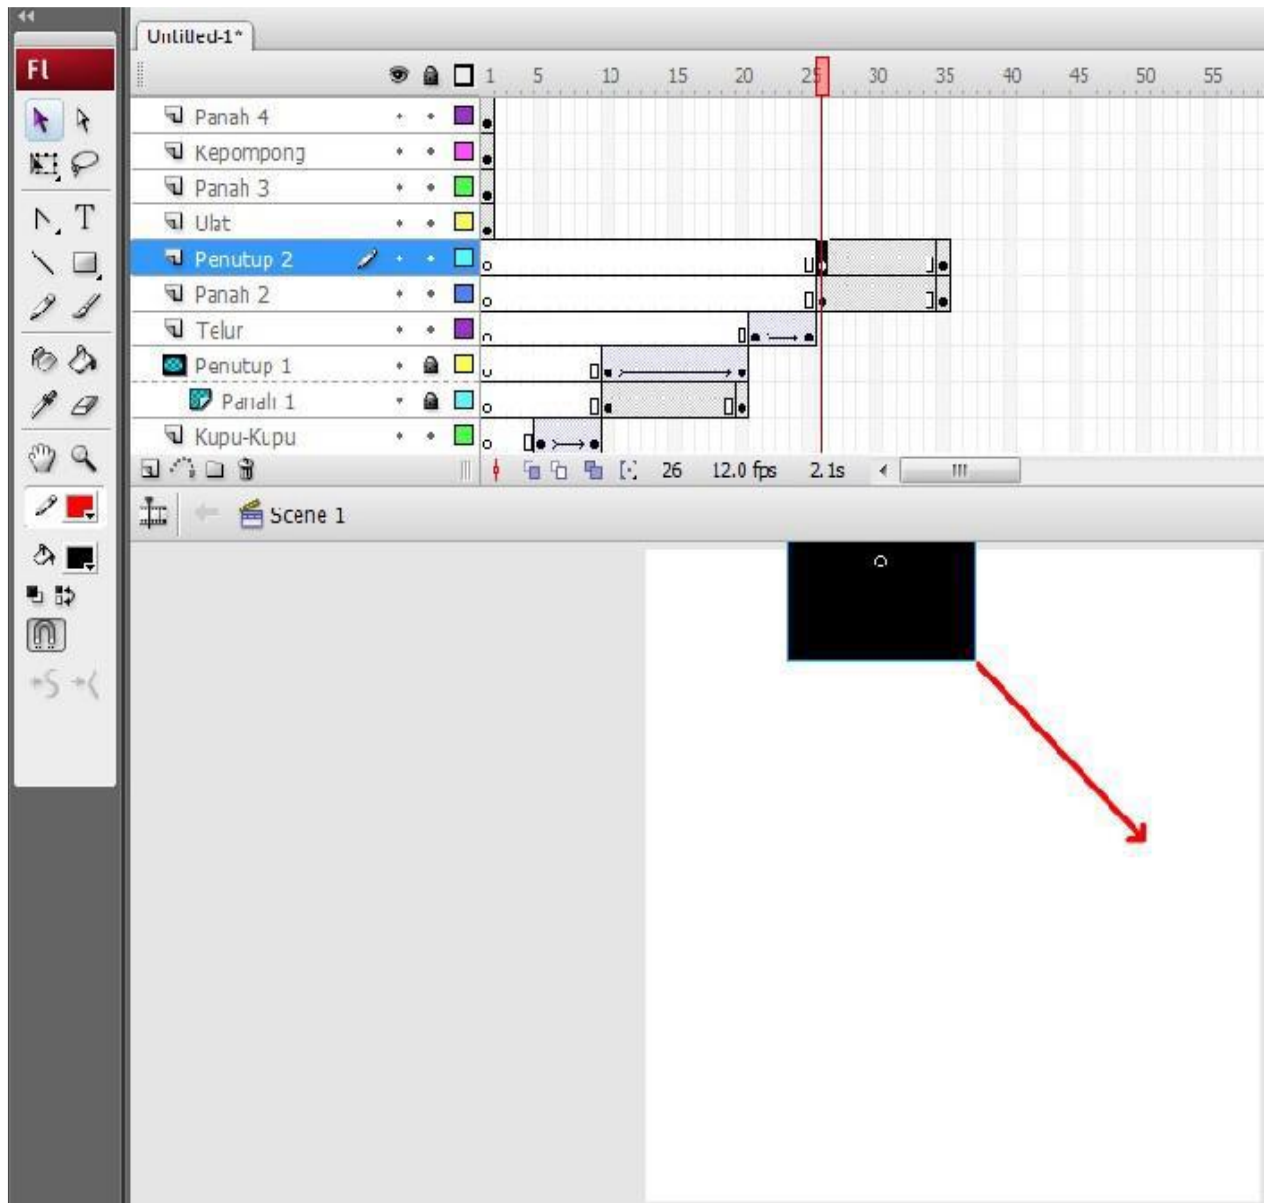 Untitled-1*
Fl
1 5 10 15 20 25 30 35 40 45 50 55
Panah 4
Kepompong
Panah 3
Ulat
Penutup 2
Panah 2
Telur
Penutup 1
Panah 1
Kupu-Kupu
26 12.0 fps 2.1s
Scene 1